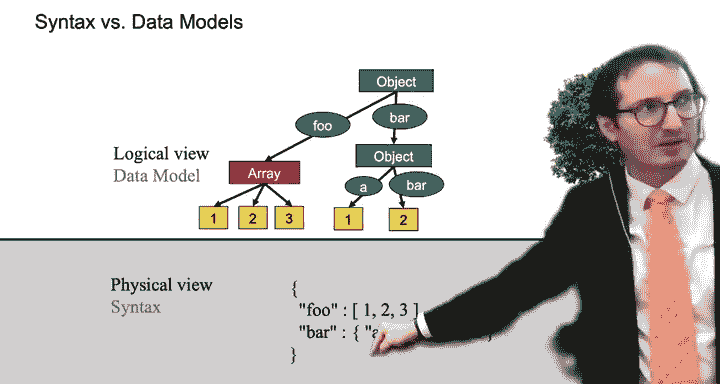 Syntax vs. Data Models
Object
foo
bar
Logical view
Data Model
Array
Object
a
bar
1
2
3
1
2
Physical view
Syntax
{
"foo" : [ 1, 2, 3 ]
"bar" : { "a
}